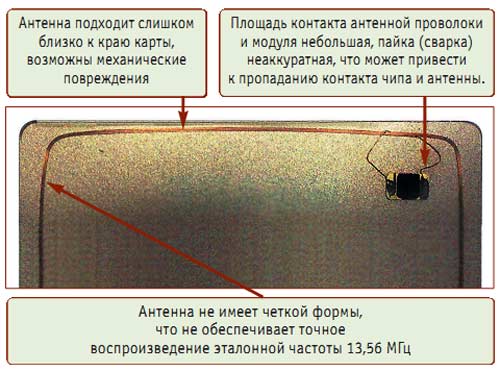 Антенна подходит слишком
близко к краю карты,
возможны механические
повреждения
Площадь контакта антенной проволоки
и модуля небольшая, пайка (сварка)
неаккуратная, что может привести
к пропаданию контакта чипа и антенны.
Антенна не имеет четкой формы,
что не обеспечивает точное
воспроизведение эталонной частоты 13,56 МГц